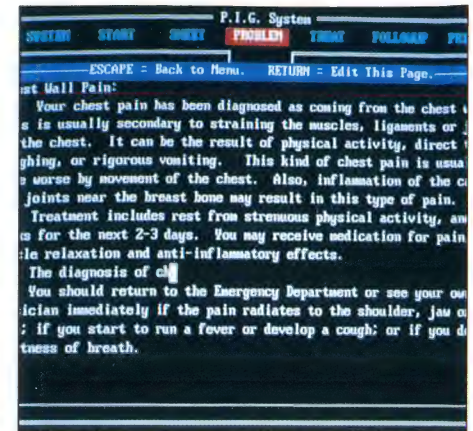 P.I.G. System
SYSTEM START SHEET PROBLEM TREAT FOLLOWUP
ESCAPE = Back to Menu. RETURN = Edit This Page.
st Wall Pain:
Your chest pain has been diagnosed as coming from the chest
s is usually secondary to straining the muscles, ligaments or
the chest. It can be the result of physical activity, direct
ghing, or rigorous vomiting. This kind of chest pain is usua
e worse by movement of the chest. Also, inflammation of the ca
joints near the breast bone may result in this type of pain.
Treatment includes rest from strenuous physical activity, an
s for the next 2-3 days. You may receive medication for pain
le relaxation and anti-inflammatory effects.
The diagnosis of ch
You should return to the Emergency Department or see your own
ician immediately if the pain radiates to the shoulder, jaw or
; if you start to run a fever or develop a cough; or if you de
tness of breath.